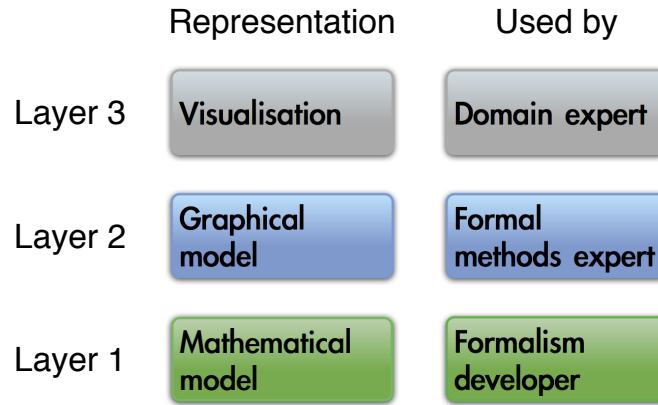 Representation Used by
Layer 3 Visualisation Domain expert
Layer 2 Graphical model Formal methods expert
Layer 1 Mathematical model Formalism developer